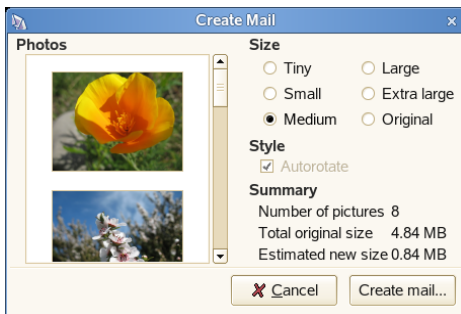 Create Mail
Photos
Size
Tiny
Large
Small
Extra large
Medium
Original
Style
Autorotate
Summary
Number of pictures 8
Total original size 4.84 MB
Estimated new size 0.84 MB
Cancel
Create mail...